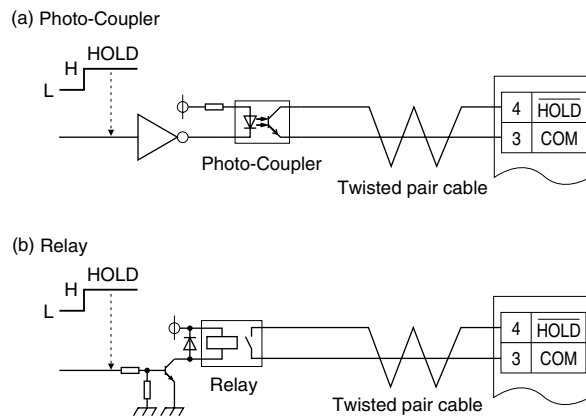 (a) Photo-Coupler
H HOLD
L
4 HOLD
3 COM
Photo-Coupler
Twisted pair cable
(b) Relay
H HOLD
L
4 HOLD
3 COM
Relay
Twisted pair cable